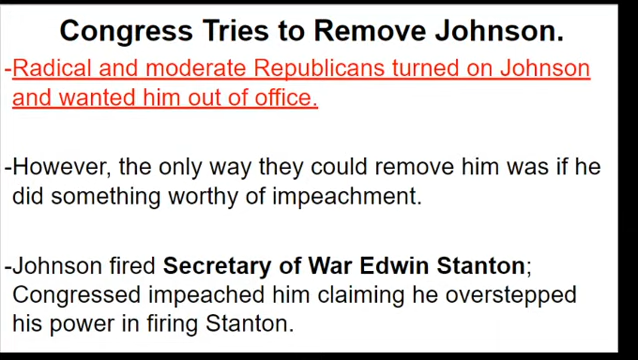 Congress Tries to Remove Johnson.
-Radical and moderate Republicans turned on Johnson
and wanted him out of office.
-However, the only way they could remove him was if he
did something worthy of impeachment.
-Johnson fired Secretary of War Edwin Stanton;
Congressed impeached him claiming he overstepped
his power in firing Stanton.